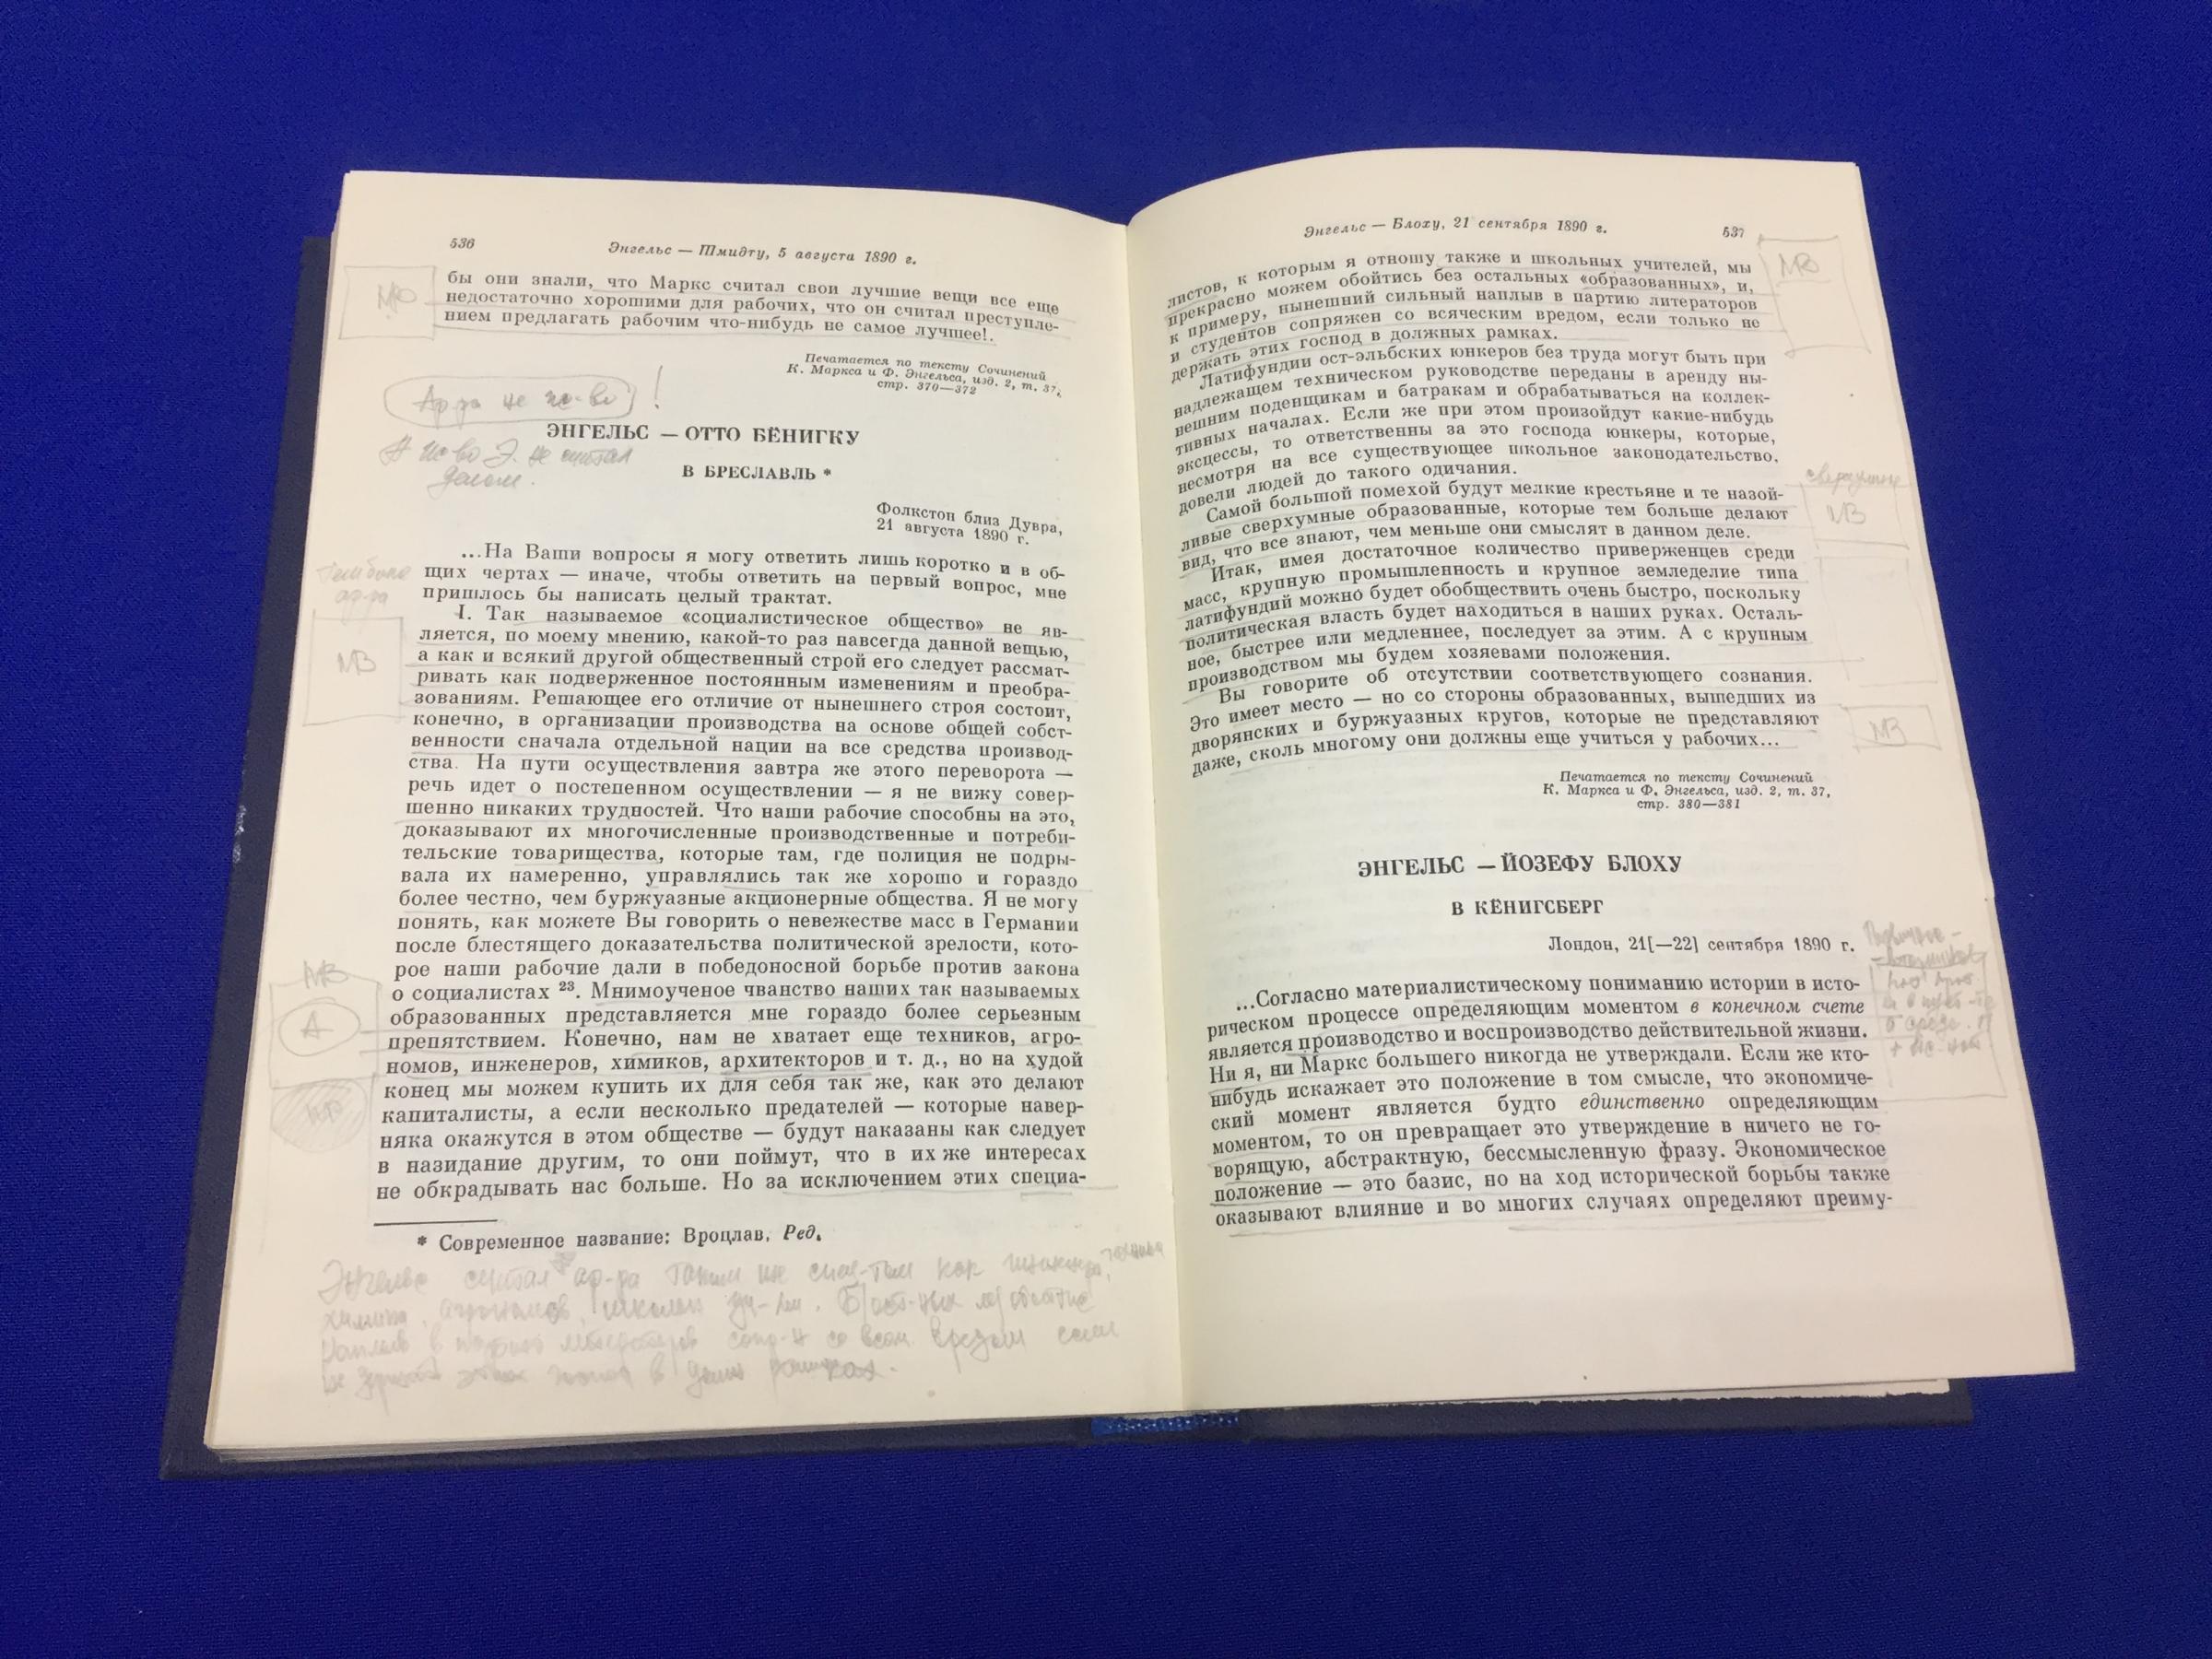 536
Энгельс — Шмидту, 5 августа 1890 г.
бы они знали, что Маркс считал свои лучшие вещи все еще
недостаточно хорошими для рабочих, что он считал преступле-
нием предлагать рабочим что-нибудь не самое лучшее!.
Печатается по тексту Сочинений
К. Маркса и Ф. Энгельса, изд. 2, т. 37,
стр. 370—372
ЭНГЕЛЬС — ОТТО БЁНИГКУ
Э. не считал
делом.
В БРЕСЛАВЛЬ *
Фолкстон близ Дувра,
21 августа 1890 г.
...На Ваши вопросы я могу ответить лишь коротко и в об-
щих чертах — иначе, чтобы ответить на первый вопрос, мне
пришлось бы написать целый трактат.
I. Так называемое «социалистическое общество» не яв-
ляется, по моему мнению, какой-то раз навсегда данной вещью,
а как и всякий другой общественный строй его следует рассмат-
ривать как подверженное постоянным изменениям и преобра-
зованиям. Решающее его отличие от нынешнего строя состоит,
конечно, в организации производства на основе общей собст-
венности сначала отдельной нации на все средства производ-
ства. На пути осуществления завтра же этого переворота —
речь идет о постепенном осуществлении — я не вижу совер-
шенно никаких трудностей. Что наши рабочие способны на это,
доказывают их многочисленные производственные и потреби-
тельские товарищества, которые там, где полиция не подры-
вала их намеренно, управлялись так же хорошо и гораздо
более честно, чем буржуазные акционерные общества. Я не могу
понять, как можете Вы говорить о невежестве масс в Германии
после блестящего доказательства политической зрелости, кото-
рое наши рабочие дали в победоносной борьбе против закона
о социалистах ²³. Мнимоученое чванство наших так называемых
образованных представляется мне гораздо более серьезным
препятствием. Конечно, нам не хватает еще техников, агро-
номов, инженеров, химиков, архитекторов и т. д., но на худой
конец мы можем купить их для себя так же, как это делают
капиталисты, а если несколько предателей — которые навер-
няка окажутся в этом обществе — будут наказаны как следует
в назидание другим, то они поймут, что в их же интересах
не обкрадывать нас больше. Но за исключением этих специа-
* Современное название: Вроцлав. Ред.
МВ
МВ
А
Энгельс считал
Энгельс — Блоху, 21 сентября 1890 г.
537
листов, к которым я отношу также и школьных учителей, мы
прекрасно можем обойтись без остальных «образованных», и,
к примеру, нынешний сильный наплыв в партию литераторов
и студентов сопряжен со всяческим вредом, если только не
держать этих господ в должных рамках.
Латифундии ост-эльбских юнкеров без труда могут быть при
надлежащем техническом руководстве переданы в аренду ны-
нешним поденщикам и батракам и обрабатываться на коллек-
тивных началах. Если же при этом произойдут какие-нибудь
эксцессы, то ответственны за это господа юнкеры, которые,
несмотря на все существующее школьное законодательство,
довели людей до такого одичания.
Самой большой помехой будут мелкие крестьяне и те назой-
ливые сверхумные образованные, которые тем больше делают
вид, что все знают, чем меньше они смыслят в данном деле.
Итак, имея достаточное количество приверженцев среди
масс, крупную промышленность и крупное земледелие типа
латифундий можно будет обобществить очень быстро, поскольку
политическая власть будет находиться в наших руках. Осталь-
ное, быстрее или медленнее, последует за этим. А с крупным
производством мы будем хозяевами положения.
Вы говорите об отсутствии соответствующего сознания.
Это имеет место — но со стороны образованных, вышедших из
дворянских и буржуазных кругов, которые не представляют
даже, сколь многому они должны еще учиться у рабочих...
Печатается по тексту Сочинений
К. Маркса и Ф. Энгельса, изд. 2, т. 37,
стр. 380—381
ЭНГЕЛЬС — ЙОЗЕФУ БЛОХУ
В КЁНИГСБЕРГ
Лондон, 21[—22] сентября 1890 г.
...Согласно материалистическому пониманию истории в исто-
рическом процессе определяющим моментом в конечном счете
является производство и воспроизводство действительной жизни.
Ни я, ни Маркс большего никогда не утверждали. Если же кто-
нибудь искажает это положение в том смысле, что экономиче-
ский момент является будто единственно определяющим
моментом, то он превращает это утверждение в ничего не го-
ворящую, абстрактную, бессмысленную фразу. Экономическое
положение — это базис, но на ход исторической борьбы также
оказывают влияние и во многих случаях определяют преиму-
МВ
МВ
МВ